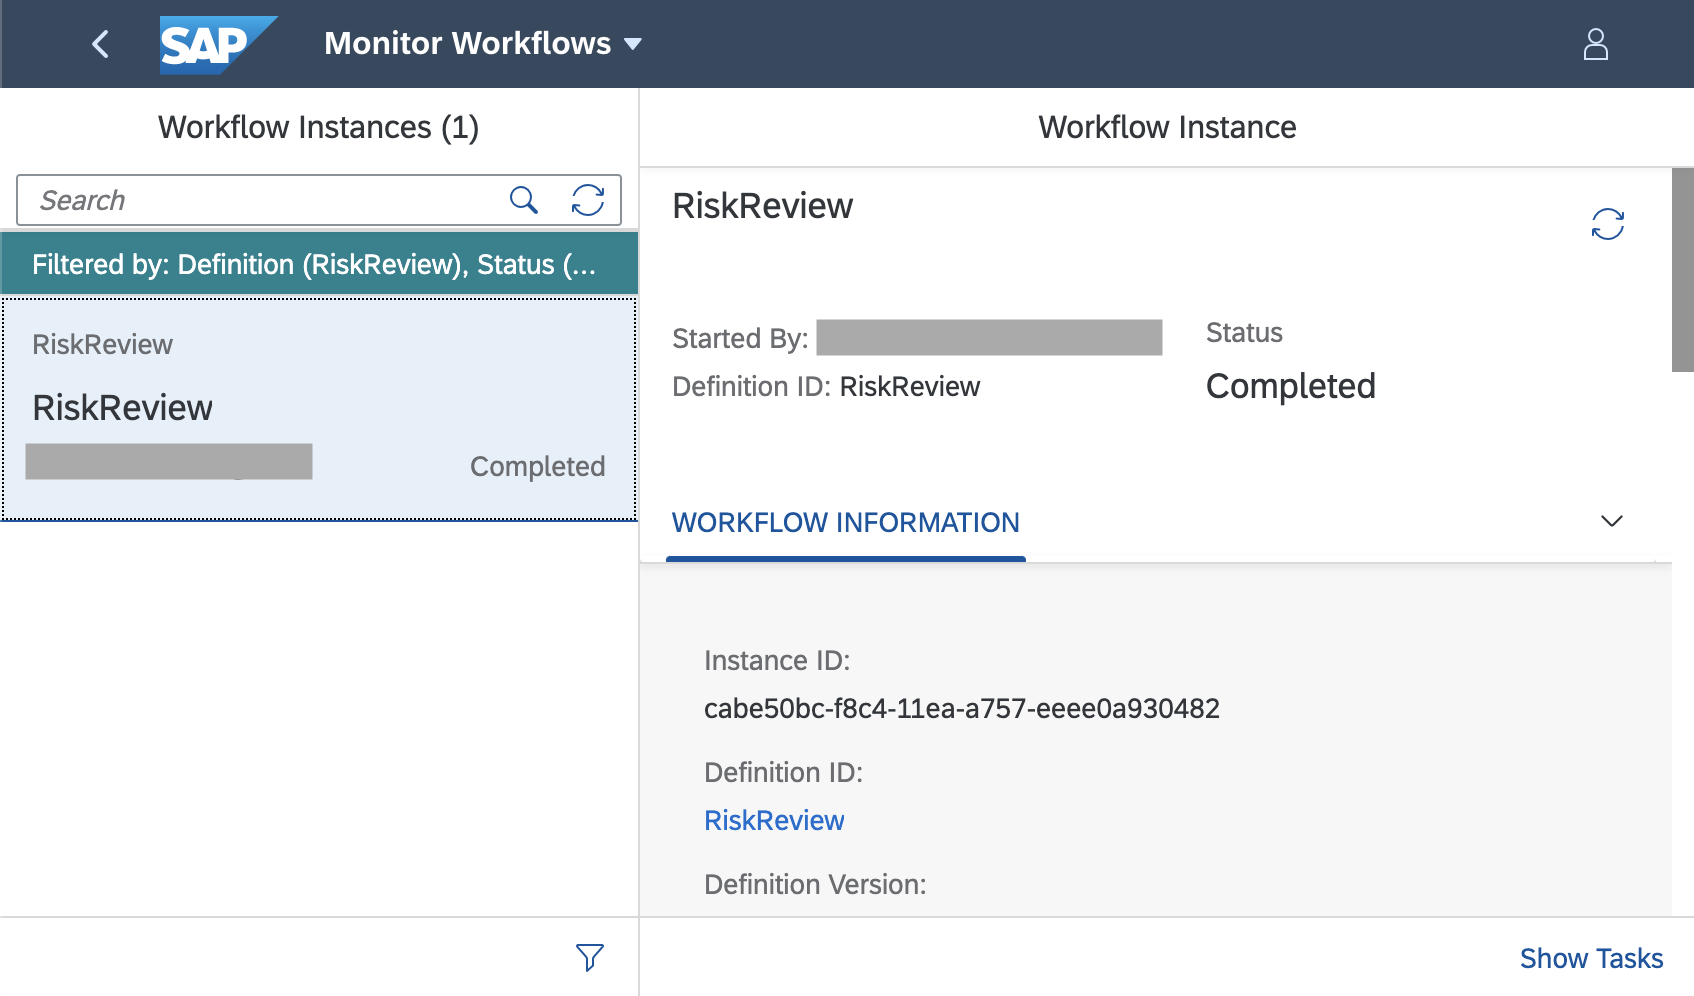 SAP
Monitor Workflows
Workflow Instances (1)
Search
Filtered by: Definition (RiskReview), Status (...
RiskReview
RiskReview
Completed
Workflow Instance
RiskReview
Started By:
Definition ID: RiskReview
Status
Completed
WORKFLOW INFORMATION
Instance ID:
cabe50bc-f8c4-11ea-a757-eeee0a930482
Definition ID:
RiskReview
Definition Version:
Show Tasks